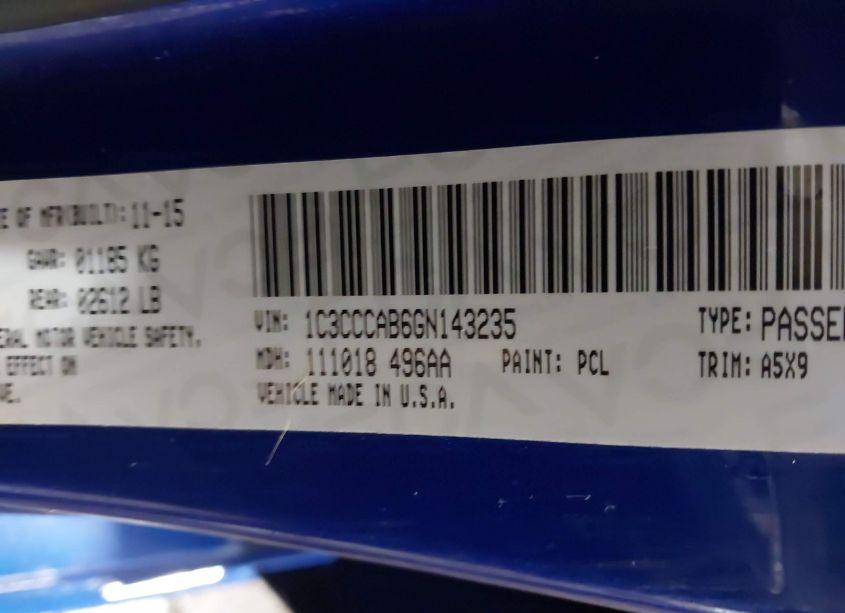 E OF MFR(BUILT): 11-15
GAWR: 01185 KG
REAR: 02612 LB
ERAL MOTOR VEHICLE SAFETY,
EFFECT ON
VE.
VIN: 1C3CCCAB6GN143235
TYPE: PASSE
MDH: 111018 496AA PAINT: PCL
TRIM: A5X9
VEHICLE MADE IN U.S.A.